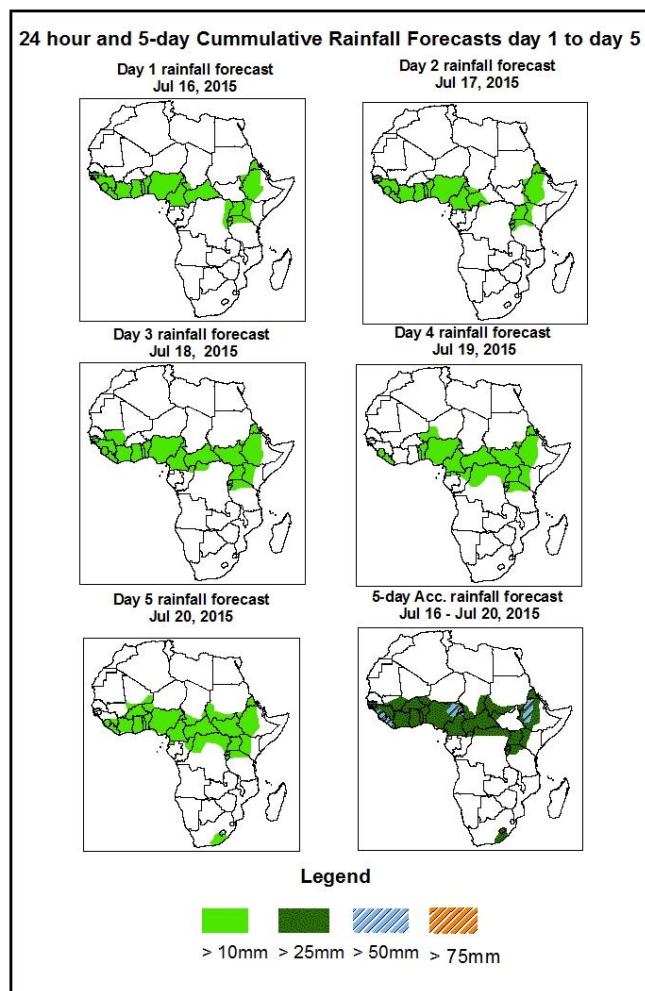 24 hour and 5-day Cummulative Rainfall Forecasts day 1 to day 5
Day 1 rainfall forecast
Jul 16, 2015
Day 2 rainfall forecast
Jul 17, 2015
Day 3 rainfall forecast
Jul 18, 2015
Day 4 rainfall forecast
Jul 19, 2015
Day 5 rainfall forecast
Jul 20, 2015
5-day Acc. rainfall forecast
Jul 16 - Jul 20, 2015
Legend
> 10mm > 25mm > 50mm > 75mm